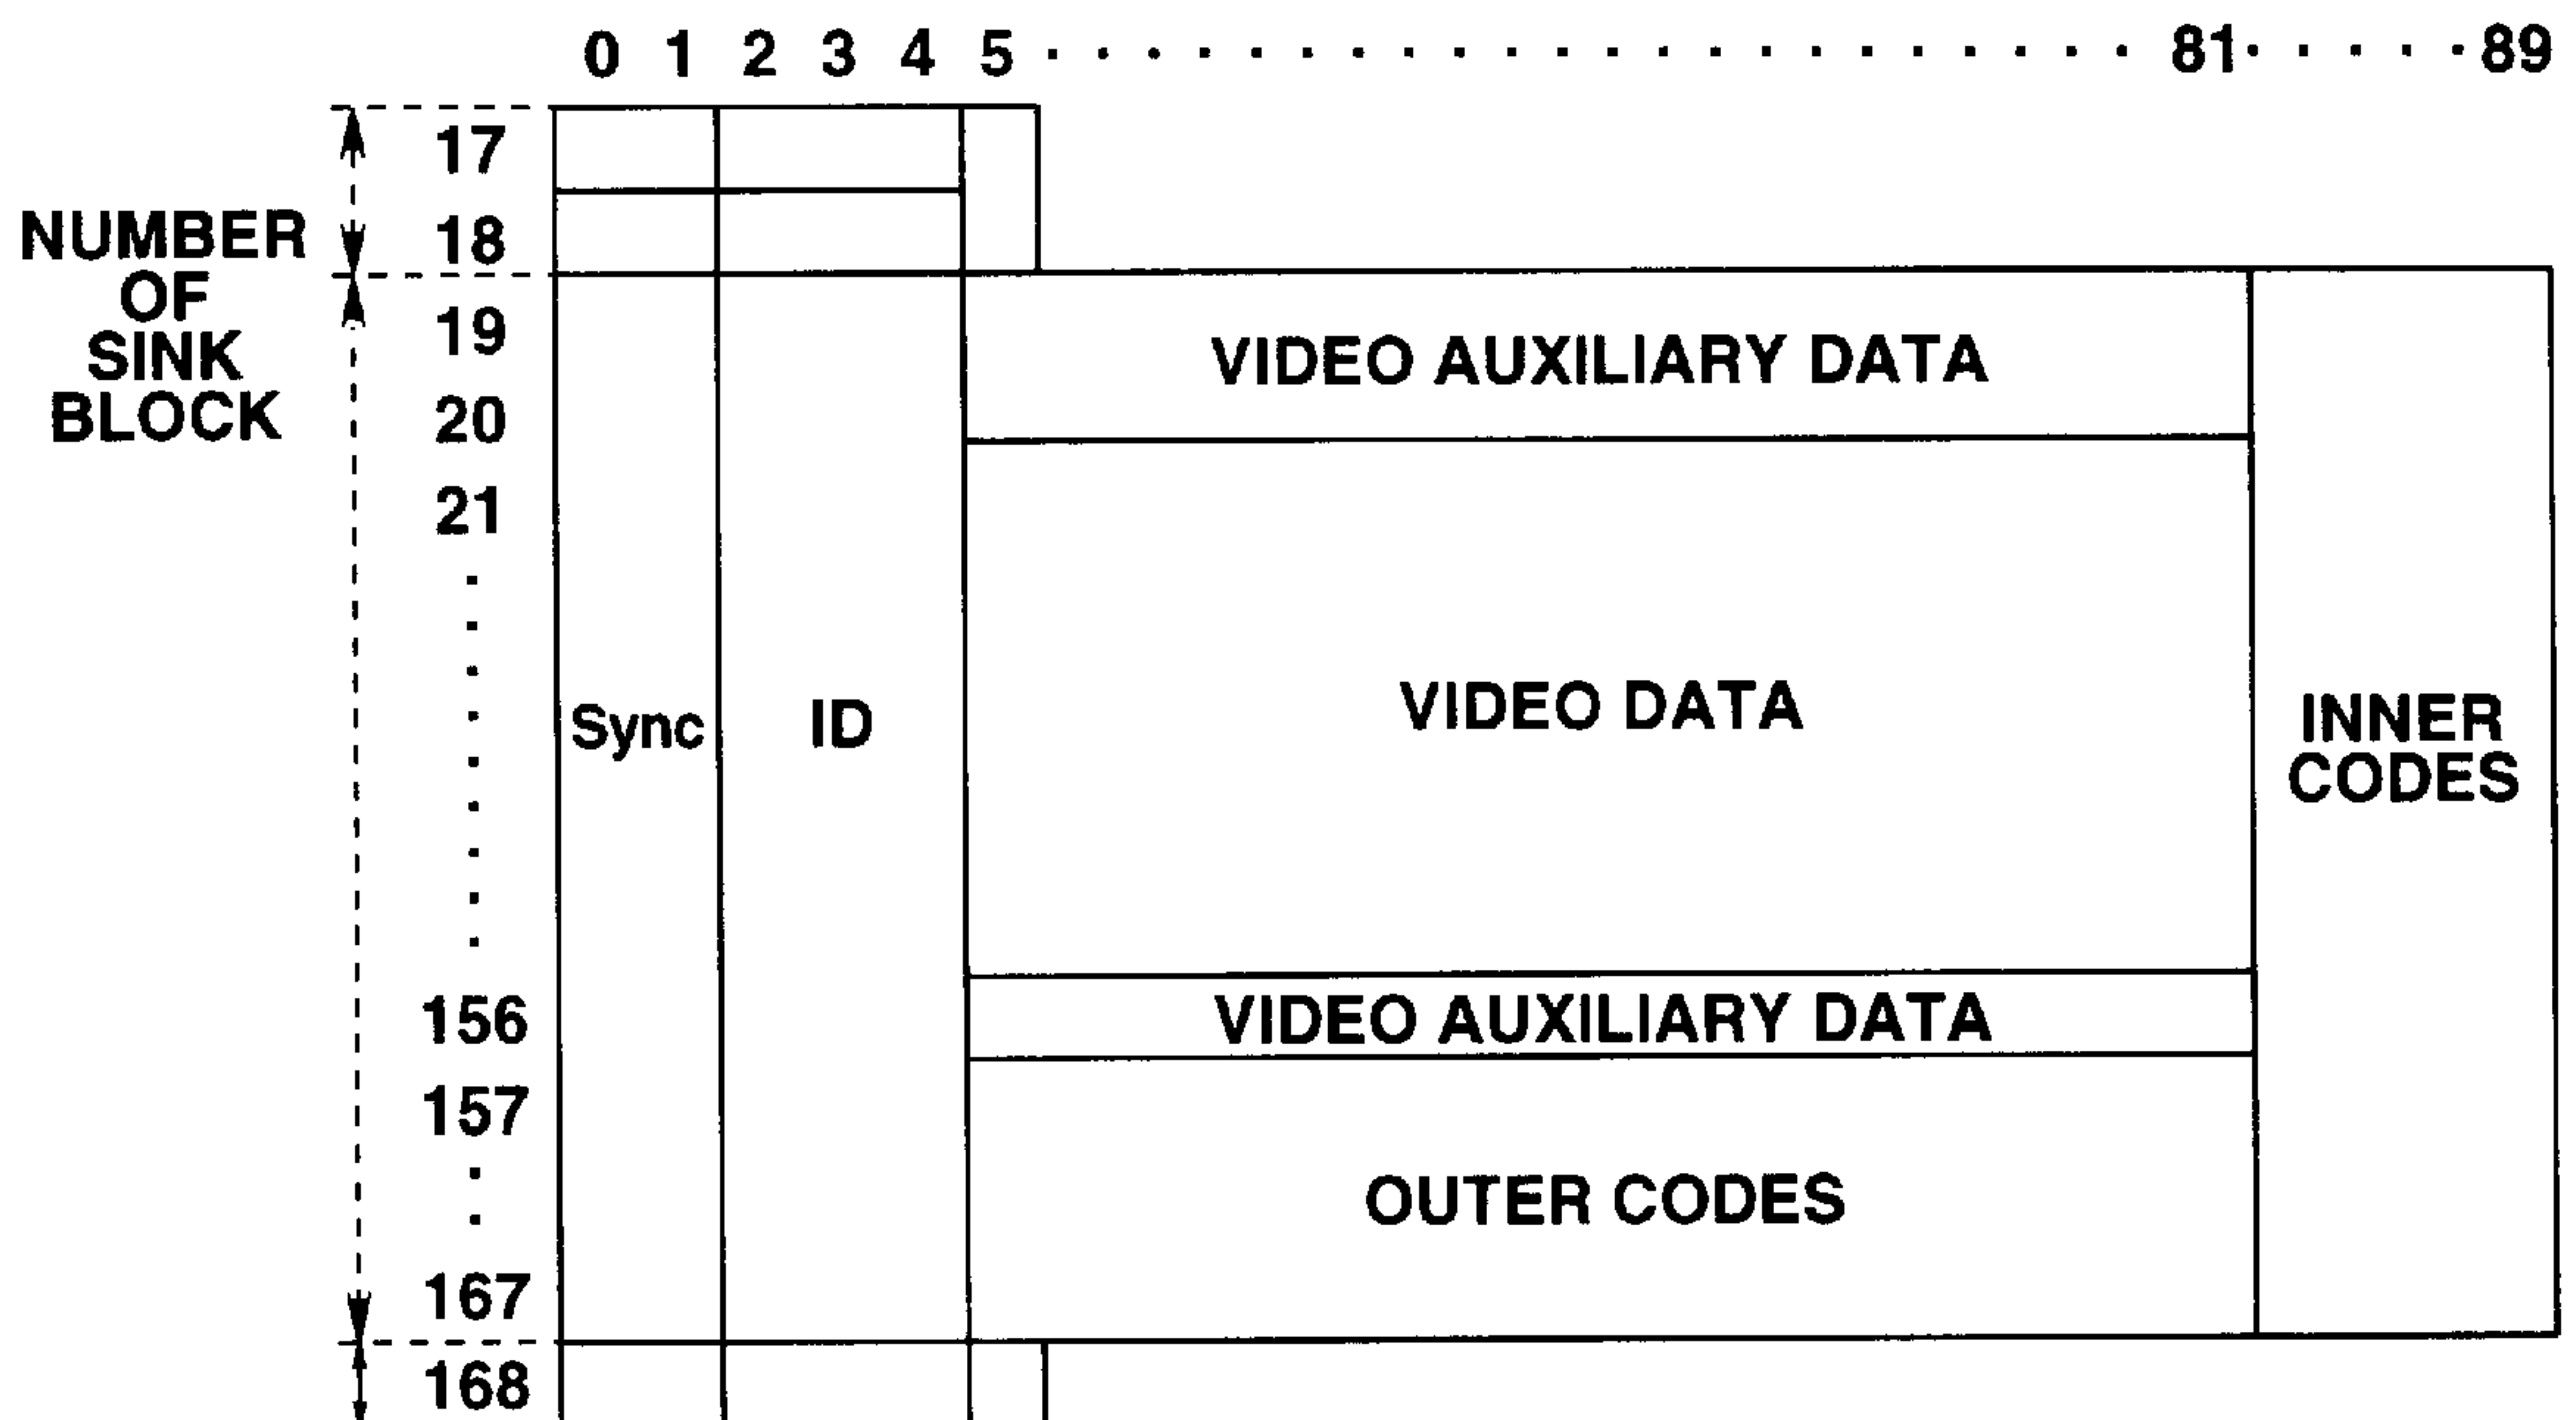 0 1 2 3 4 5 · · · · · · · · · · · · · · · · · · · · · · 81 · · · · · 89
17
18
NUMBER
OF
SINK
BLOCK
19
20
21
VIDEO AUXILIARY DATA
Sync
ID
VIDEO DATA
INNER
CODES
156
VIDEO AUXILIARY DATA
157
OUTER CODES
167
168